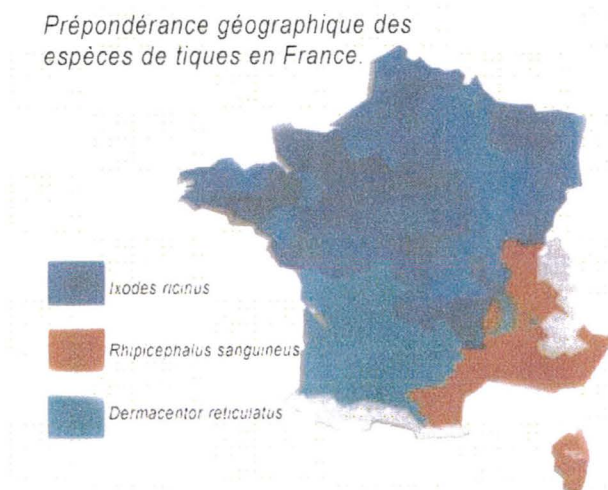 Prépondérance géographique des
espèces de tiques en France.
Ixodes ricinus
Rhipicephalus sanguineus
Dermacentor reticulatus